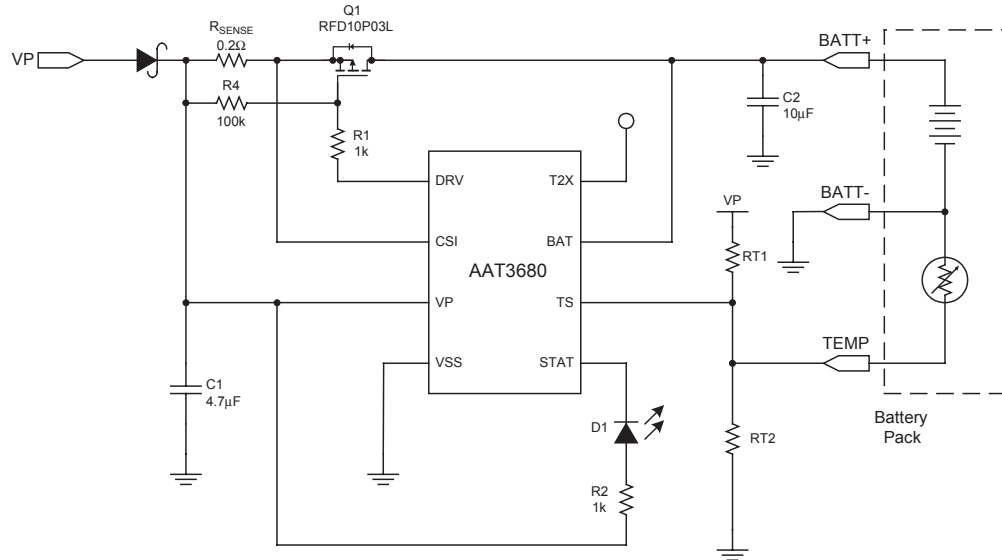 Q1
RFD10P03L
RSENSE
0.2Ω
VP
BATT+
R4
100k
C2
10μF
R1
1k
DRV
T2X
BATT-
VP
CSI
BAT
RT1
AAT3680
VP
TS
TEMP
VSS
STAT
C1
4.7μF
Battery
Pack
D1
RT2
R2
1k